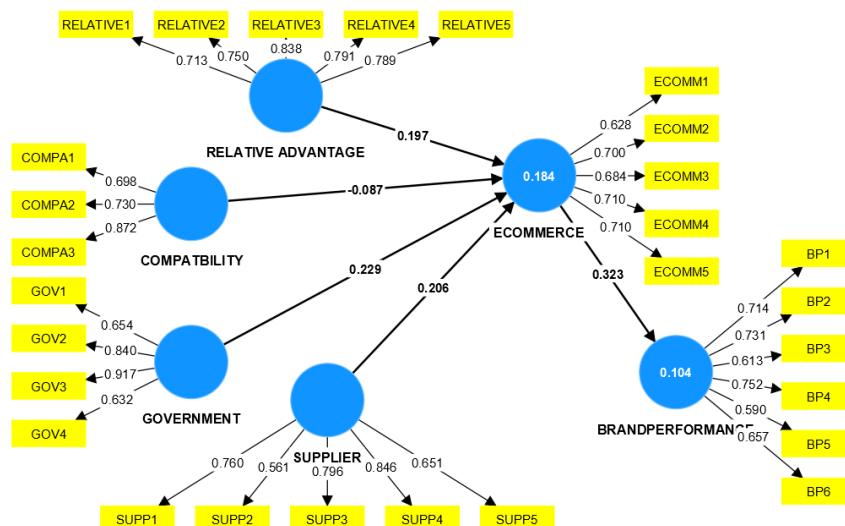 RELATIVE1
RELATIVE2
RELATIVE3
RELATIVE4
RELATIVE5
0.713
0.750
0.838
0.791
0.789
RELATIVE ADVANTAGE
COMPA1
COMPA2
COMPA3
0.698
0.730
0.872
COMPATBILITY
GOV1
GOV2
GOV3
GOV4
0.654
0.840
0.917
0.632
GOVERNMENT
SUPPLIER
0.760
0.561
0.796
0.846
0.651
SUPP1
SUPP2
SUPP3
SUPP4
SUPP5
0.197
-0.087
0.229
0.206
0.184
ECOMMERCE
0.628
0.700
0.684
0.710
0.710
ECOMM1
ECOMM2
ECOMM3
ECOMM4
ECOMM5
0.323
0.104
BRANDPERFORMANCE
0.714
0.731
0.613
0.752
0.590
0.657
BP1
BP2
BP3
BP4
BP5
BP6